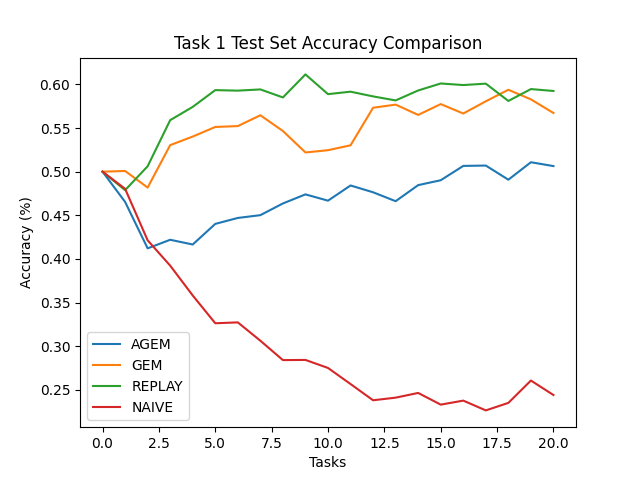 Task 1 Test Set Accuracy Comparison
Accuracy (%)
0.60
0.55
0.50
0.45
0.40
0.35
0.30
0.25
AGEM
GEM
REPLAY
NAIVE
0.0 2.5 5.0 7.5 10.0 12.5 15.0 17.5 20.0
Tasks